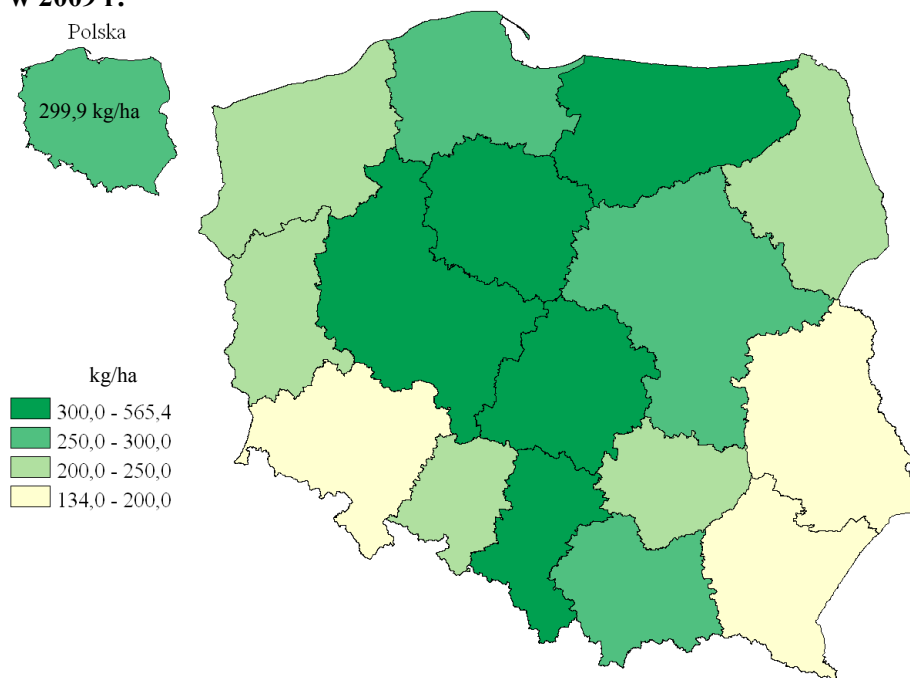 w 2009 r.
Polska
299,9 kg/ha
kg/ha
300,0 - 565,4
250,0 - 300,0
200,0 - 250,0
134,0 - 200,0